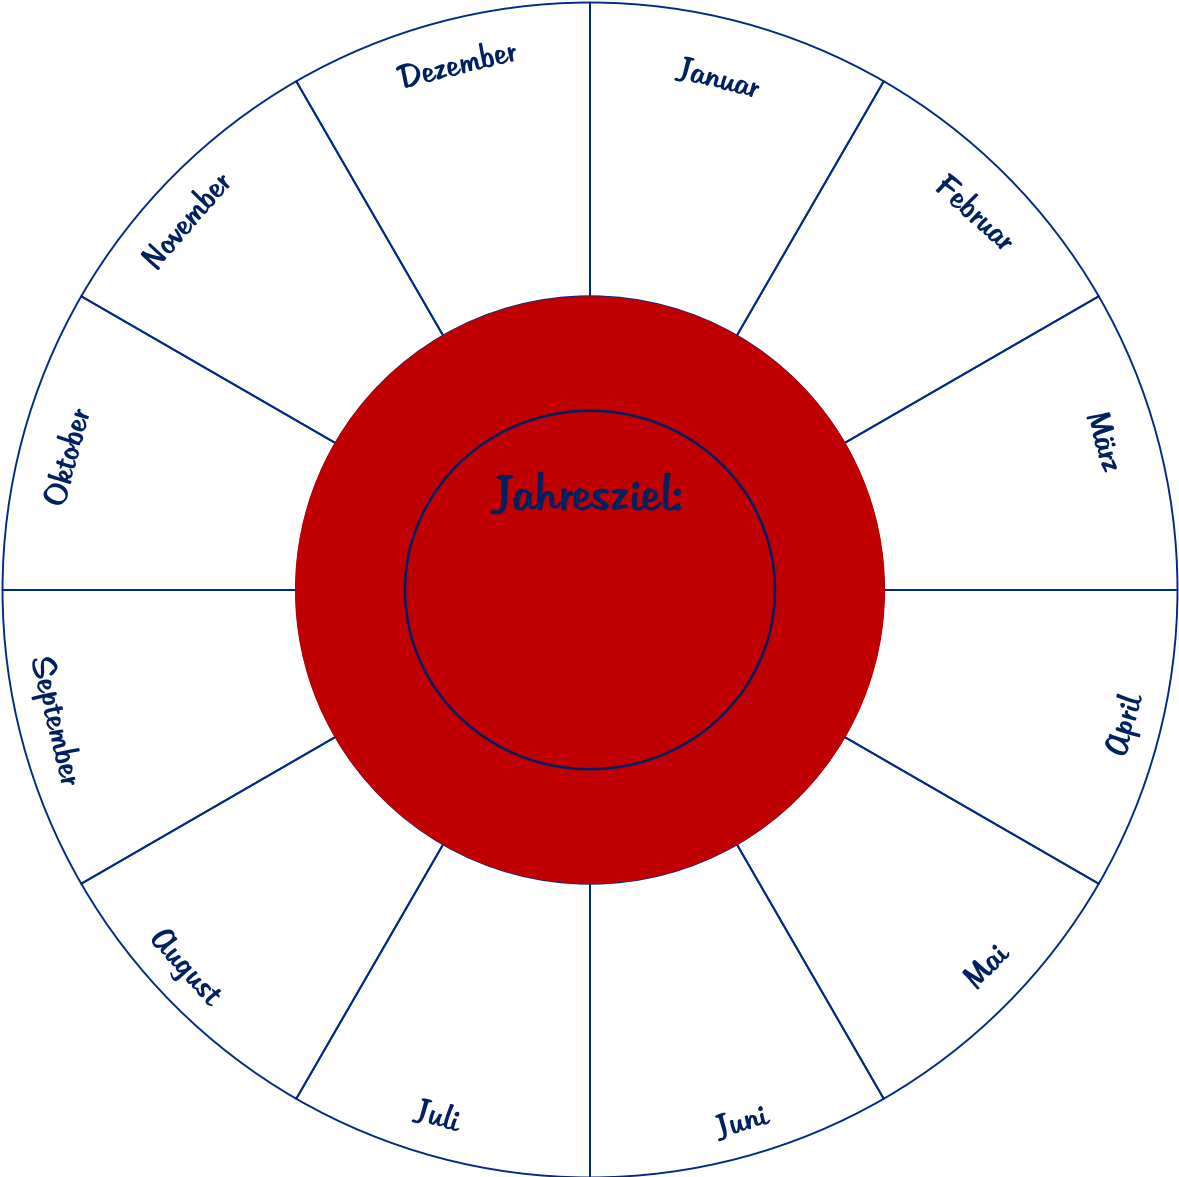 Januar
Februar
März
April
Mai
Juni
Juli
August
September
Oktober
November
Dezember
Jahresziel: